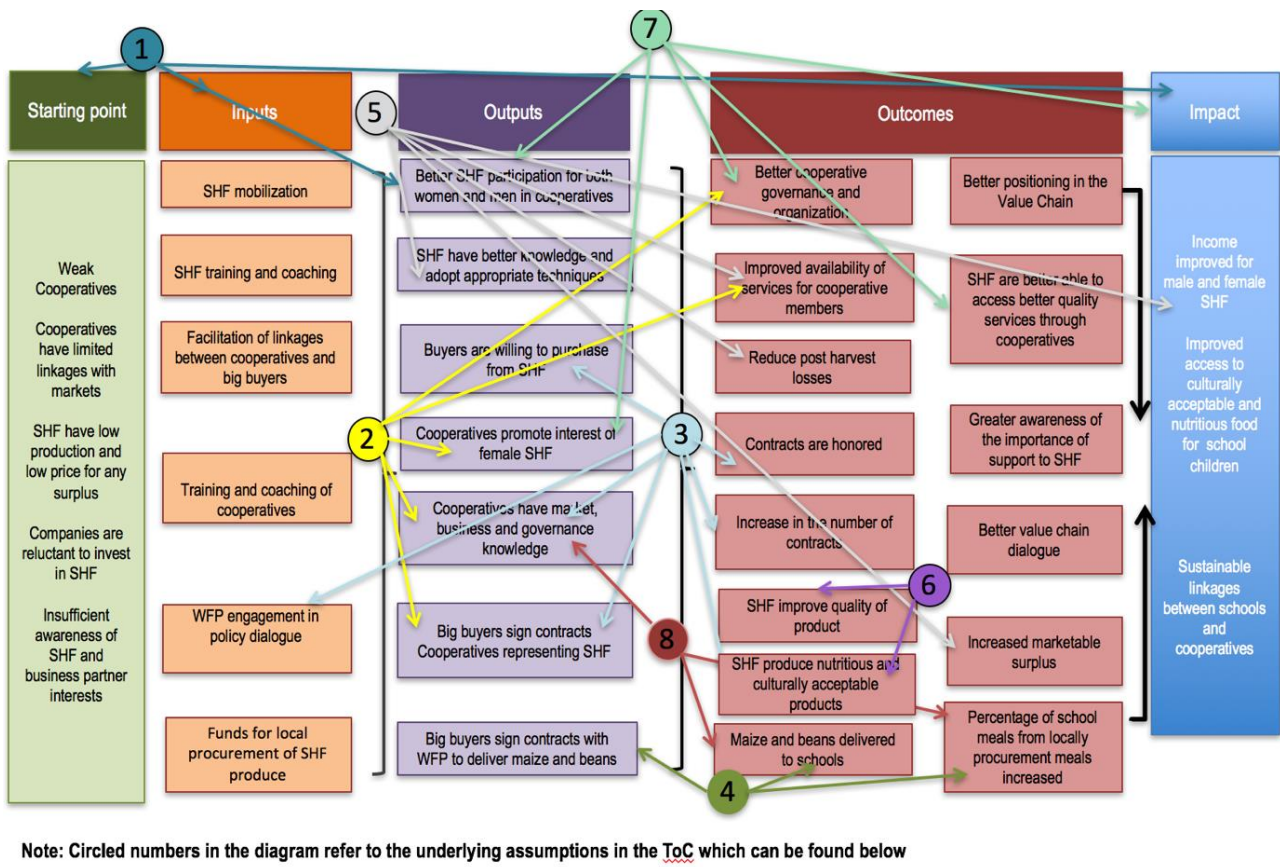 1
7
5
2
3
6
8
4
Starting point
Inputs
Outputs
Outcomes
Impact
Weak
Cooperatives
Cooperatives
have limited
linkages with
markets
SHF have low
production and
low price for any
surplus
Companies are
reluctant to invest
in SHF
Insufficient
awareness of
SHF and
business partner
interests
SHF mobilization
SHF training and coaching
Facilitation of linkages
between cooperatives and
big buyers
Training and coaching of
cooperatives
WFP engagement in
policy dialogue
Funds for local
procurement of SHF
produce
Better SHF participation for both
women and men in cooperatives
SHF have better knowledge and
adopt appropriate techniques
Buyers are willing to purchase
from SHF
Cooperatives promote interest of
female SHF
Cooperatives have market,
business and governance
knowledge
Big buyers sign contracts
Cooperatives representing SHF
Big buyers sign contracts with
WFP to deliver maize and beans
Better cooperative
governance and
organization
Improved availability of
services for cooperative
members
Reduce post harvest
losses
Contracts are honored
Increase in the number of
contracts
SHF improve quality of
product
SHF produce nutritious and
culturally acceptable
products
Maize and beans delivered
to schools
Better positioning in the
Value Chain
SHF are better able to
access better quality
services through
cooperatives
Greater awareness of
the importance of
support to SHF
Better value chain
dialogue
Increased marketable
surplus
Percentage of school
meals from locally
procurement meals
increased
Income
improved for
male and female
SHF
Improved
access to
culturally
acceptable and
nutritious food
for school
children
Sustainable
linkages
between schools
and
cooperatives
Note: Circled numbers in the diagram refer to the underlying assumptions in the ToC which can be found below